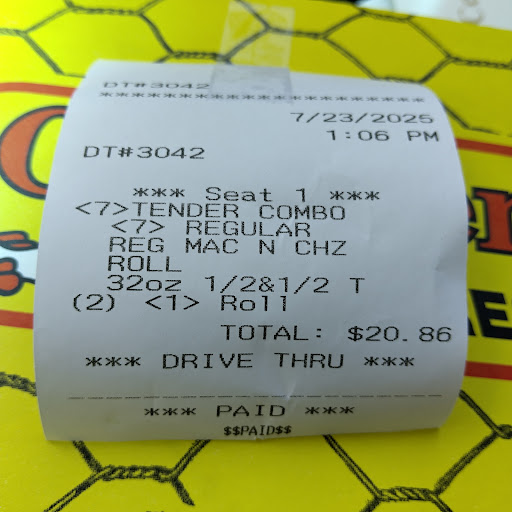 DT#3042
*************************
7/23/2025
1:06 PM
DT#3042
*** Seat 1 ***
<7>TENDER COMBO
<7> REGULAR
REG MAC N CHZ
ROLL
32oz 1/2&1/2 T
(2) <1> Roll
TOTAL: $20.86
*** DRIVE THRU ***
*** PAID ***
$$PAID$$